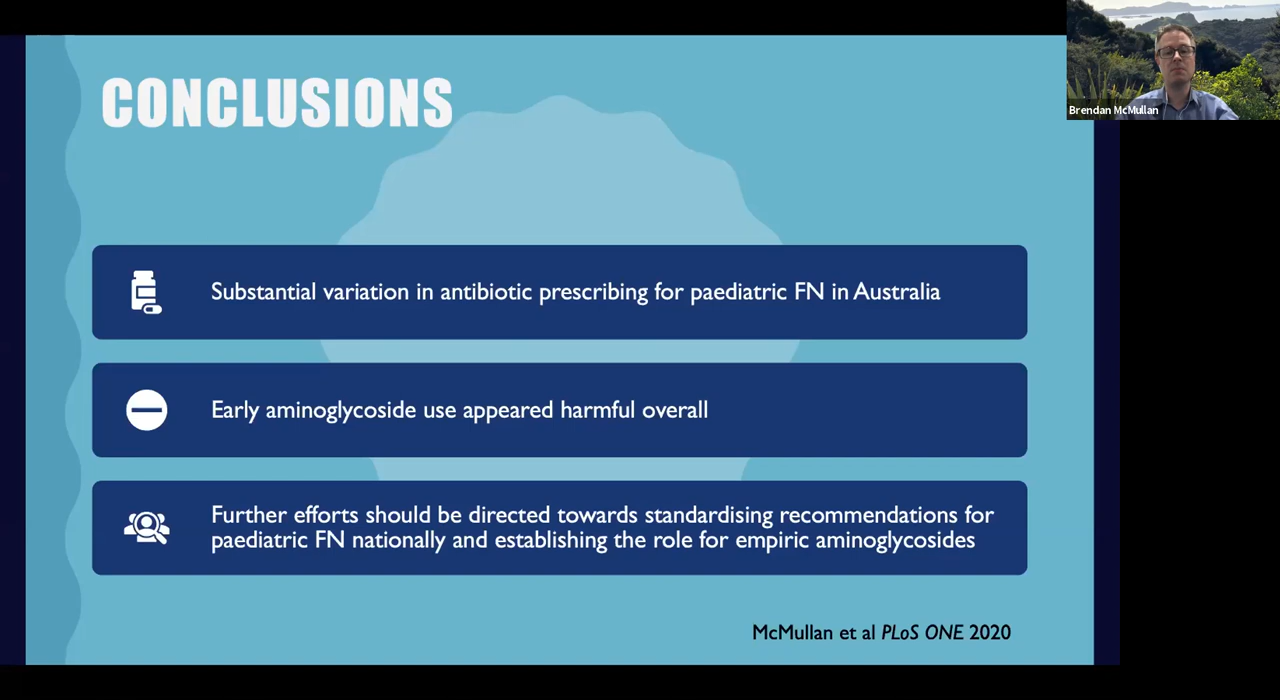 CONCLUSIONS
Brendan McMullan
Substantial variation in antibiotic prescribing for paediatric FN in Australia
Early aminoglycoside use appeared harmful overall
Further efforts should be directed towards standardising recommendations for
paediatric FN nationally and establishing the role for empiric aminoglycosides
McMullan et al PLoS ONE 2020